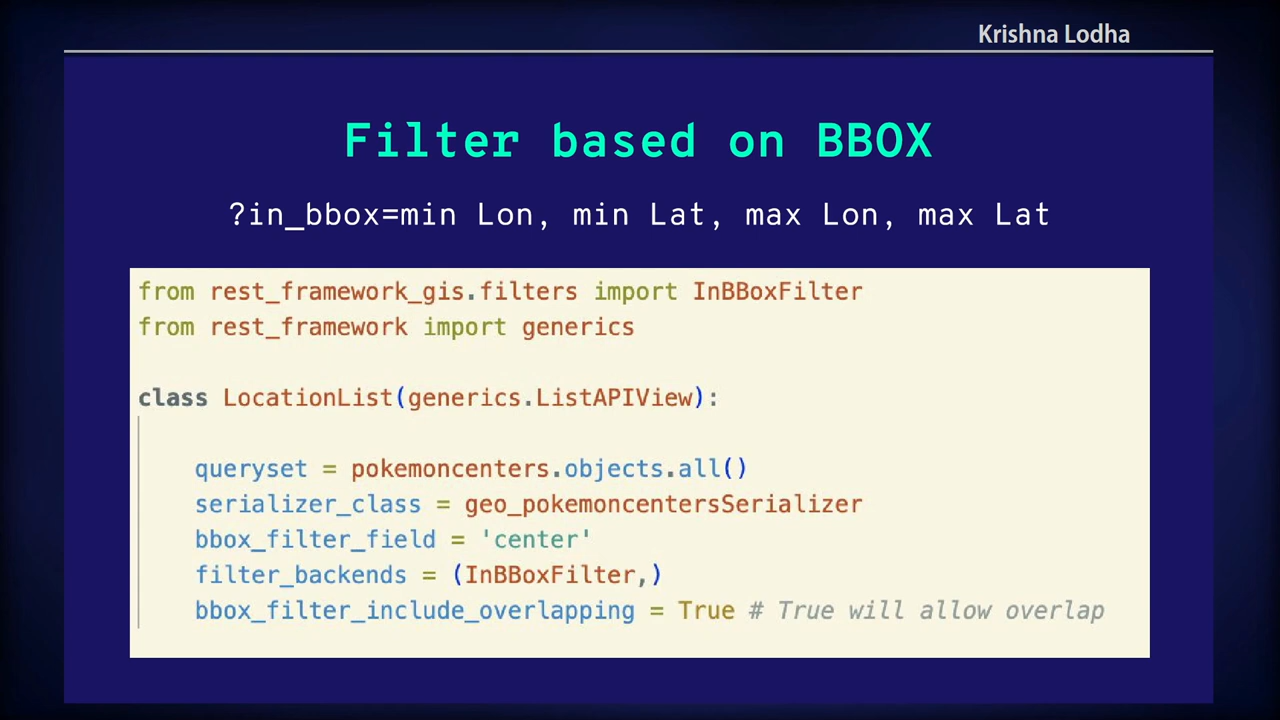 Krishna Lodha
Filter based on BBOX
?in_bbox=min Lon, min Lat, max Lon, max Lat
from rest_framework_gis.filters import InBBoxFilter
from rest_framework import generics
class LocationList(generics.ListAPIView):
queryset = pokemoncenters.objects.all()
serializer_class = geo_pokemoncentersSerializer
bbox_filter_field = 'center'
filter_backends = (InBBoxFilter,)
bbox_filter_include_overlapping = True # True will allow overlap